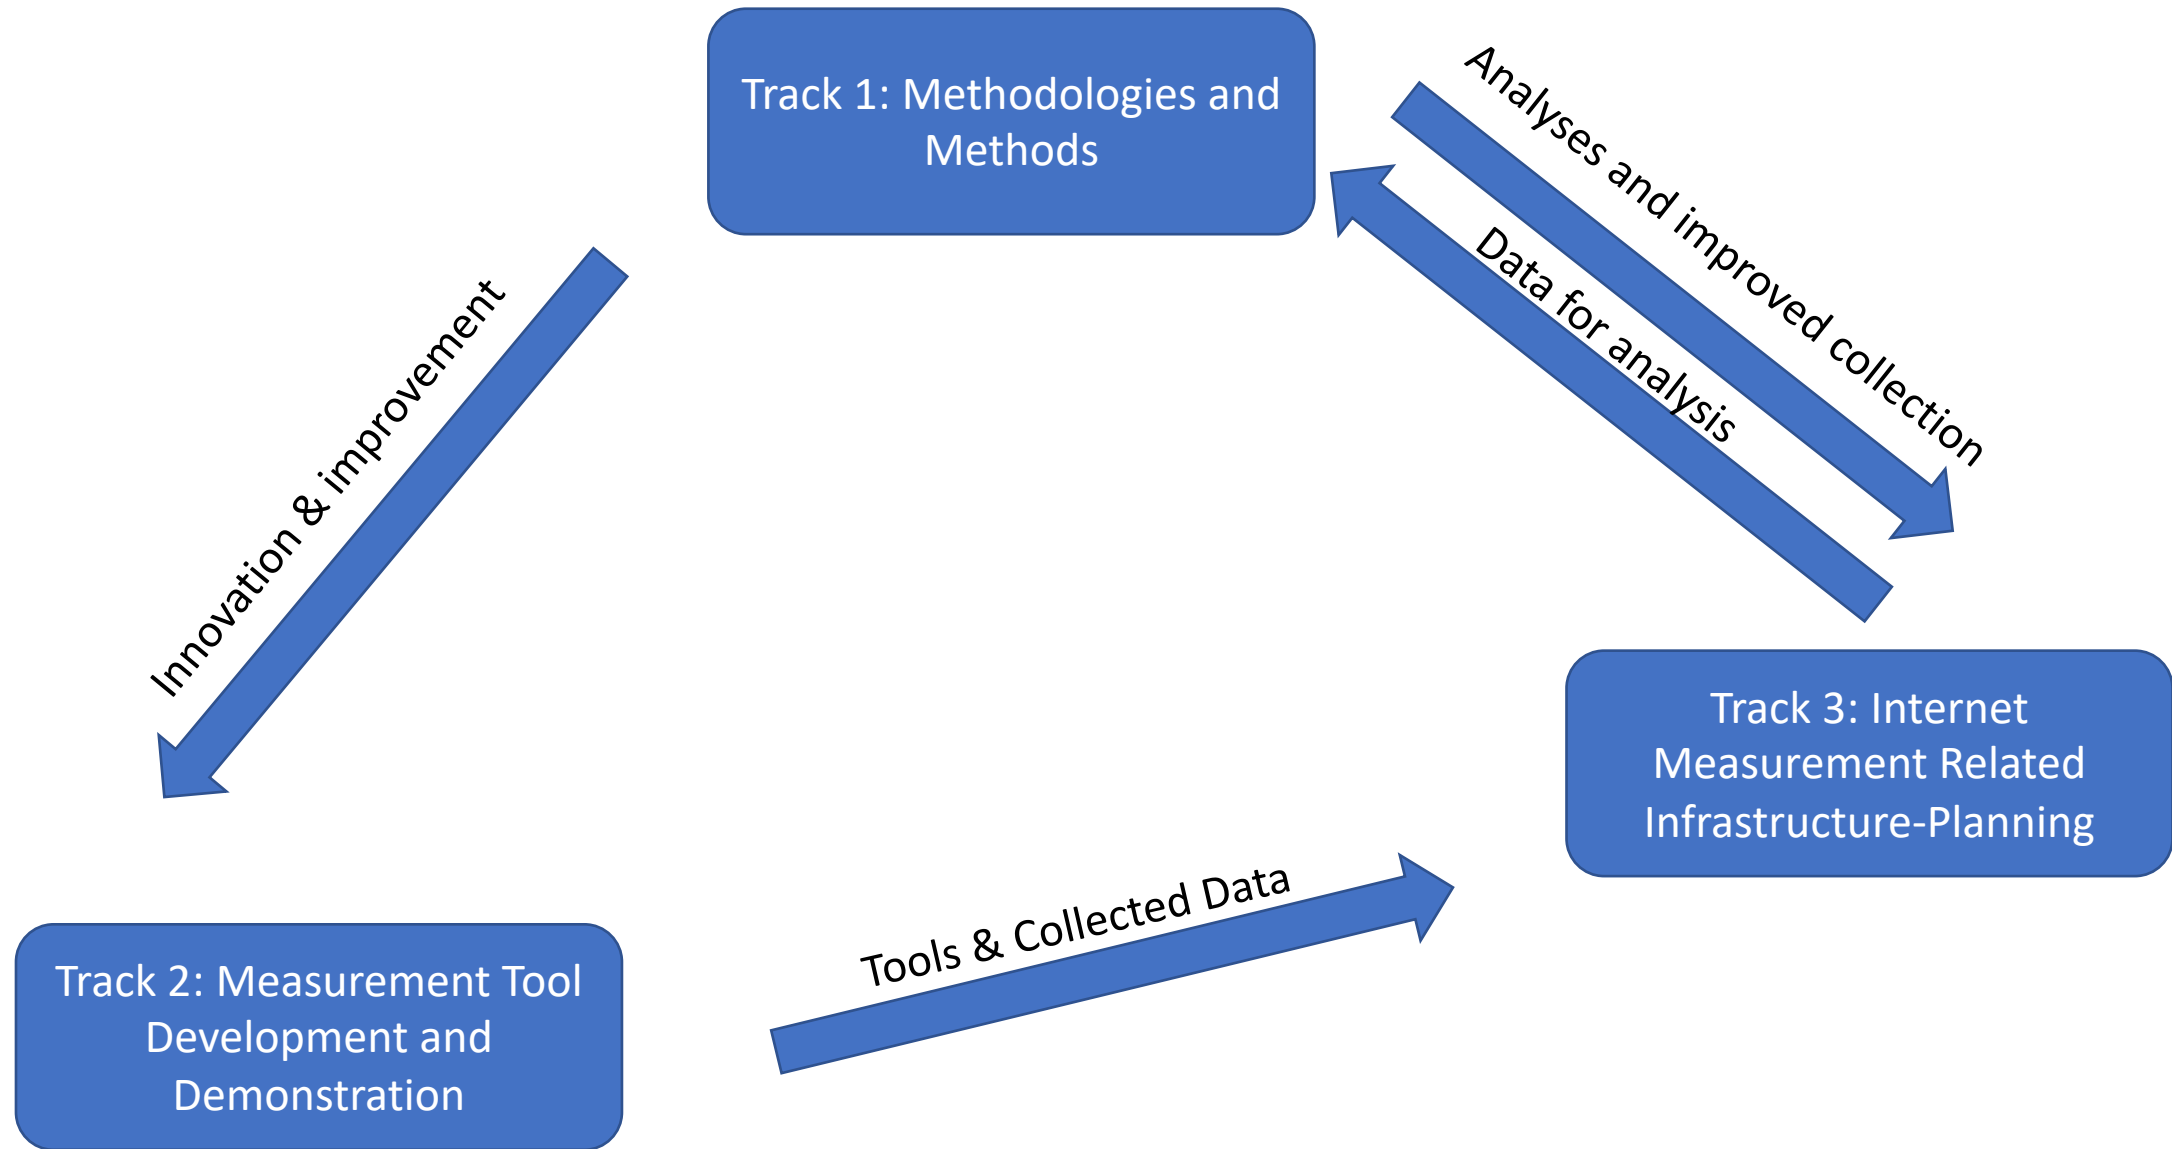 Track 1: Methodologies and
Methods
Analyses and improved collection
Data for analysis
Innovation & improvement
Track 3: Internet
Measurement Related
Infrastructure-Planning
Tools & Collected Data
Track 2: Measurement Tool
Development and
Demonstration